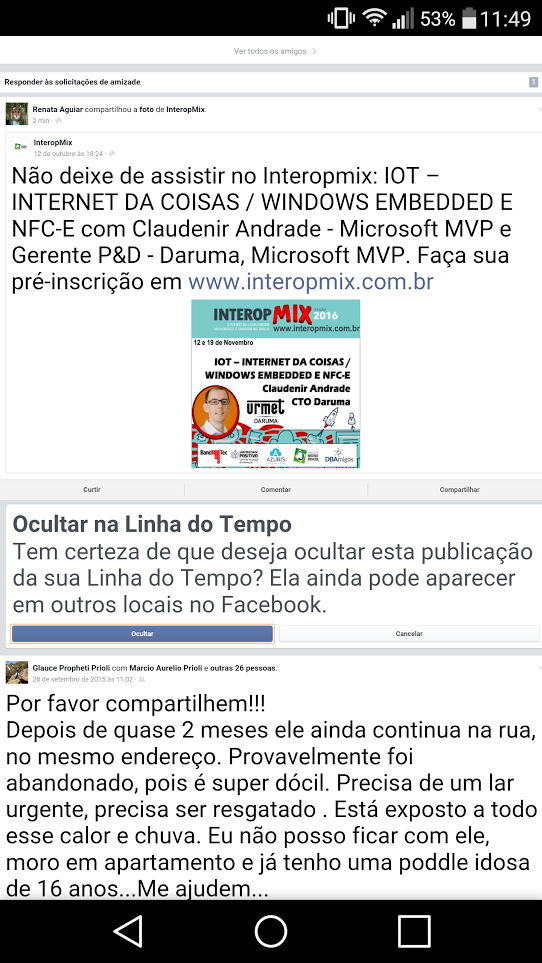 53% 11:49
Ver todos os amigos
Responder às solicitações de amizade
1
Renata Aguiar compartilhou a foto de InteropMix.
2 min ·
InteropMix
12 de outubro às 18:24 ·
Não deixe de assistir no Interopmix: IOT –
INTERNET DA COISAS / WINDOWS EMBEDDED E
NFC-E com Claudenir Andrade - Microsoft MVP e
Gerente P&D - Daruma, Microsoft MVP. Faça sua
pré-inscrição em www.interopmix.com.br
INTEROP MIX 2016
www.interopmix.com.br
12 e 19 de Novembro
IOT – INTERNET DA COISAS /
WINDOWS EMBEDDED E NFC-E
Claudenir Andrade
CTO Daruma
urmet
DARUMA
BandTec
UNIVERSIDADE POSITIVO
AZURIS
DBAmigos
Curtir Comentar Compartilhar
Ocultar na Linha do Tempo
Tem certeza de que deseja ocultar esta publicação
da sua Linha do Tempo? Ela ainda pode aparecer
em outros locais no Facebook.
Ocultar Cancelar
Glauce Propheti Prioli com Marcio Aurelio Prioli e outras 26 pessoas.
28 de setembro de 2015 às 11:02 ·
Por favor compartilhem!!!
Depois de quase 2 meses ele ainda continua na rua,
no mesmo endereço. Provavelmente foi
abandonado, pois é super dócil. Precisa de um lar
urgente, precisa ser resgatado . Está exposto a todo
esse calor e chuva. Eu não posso ficar com ele,
moro em apartamento e já tenho uma poddle idosa
de 16 anos...Me ajudem...